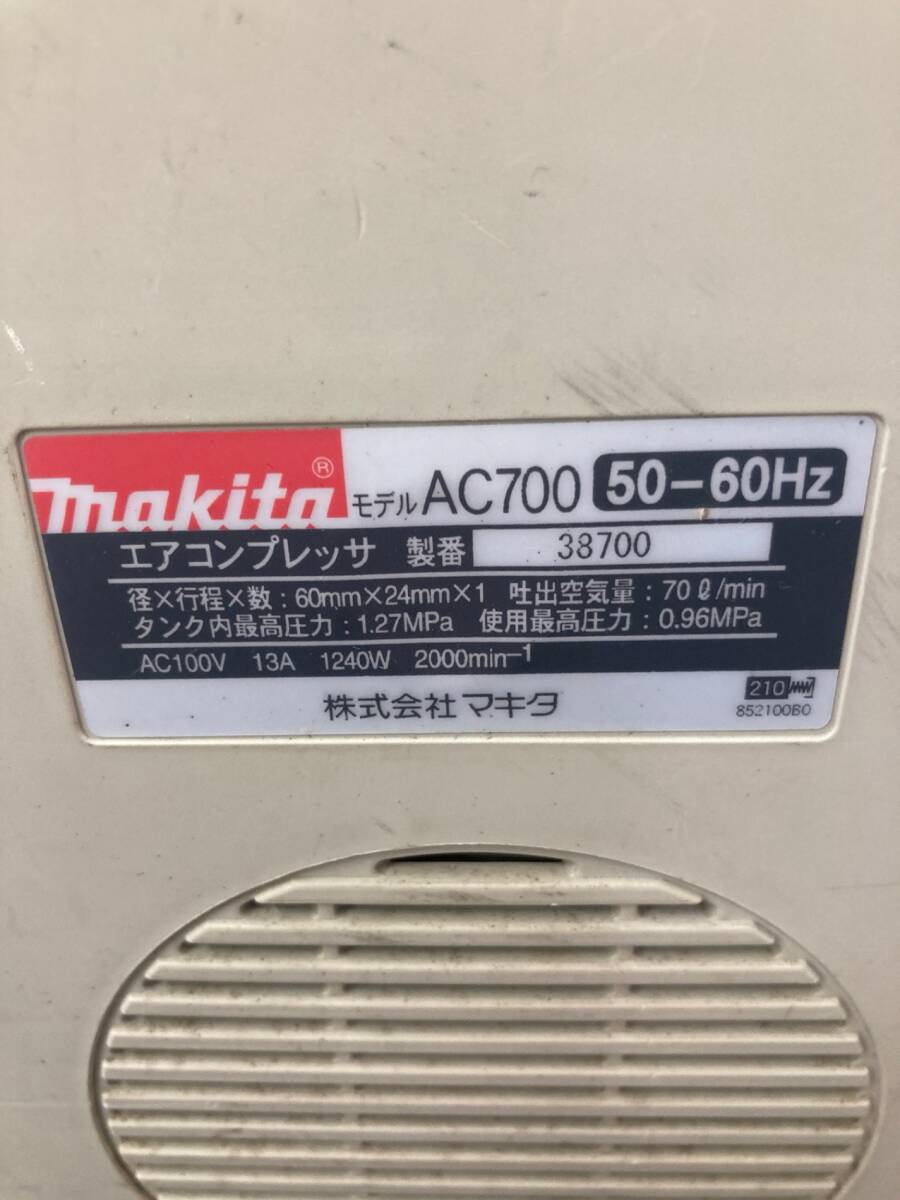 makita® モデル AC700 50-60Hz
エアコンプレッサ 製番 38700
径×行程×数:60mm×24mm×1 吐出空気量:70ℓ/min
タンク内最高圧力:1.27MPa 使用最高圧力:0.96MPa
AC100V 13A 1240W 2000min⁻¹
株式会社マキタ 210
852100B0